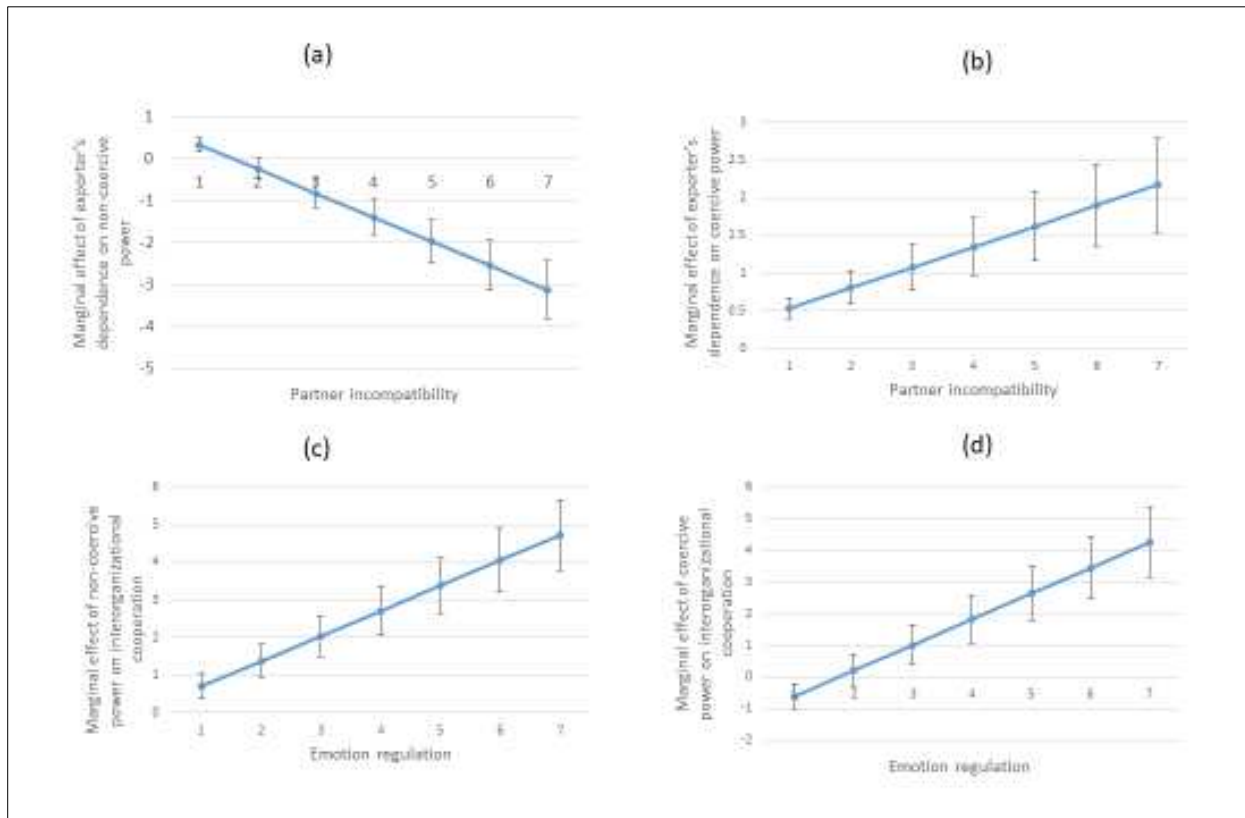 (a)
Marginal affect of exporter's
dependence on non-coercive
power
1
0
-1
-2
-3
-4
-5
1 2 3 4 5 6 7
Partner incompatibility
(b)
Marginal effect of exporter's
dependence on coercive power
3
2.5
2
1.5
1
0.5
0
1 2 3 4 5 6 7
Partner incompatibility
(c)
Marginal effect of non-coercive
power on interorganizational
cooperation
6
5
4
3
2
1
0
1 2 3 4 5 6 7
Emotion regulation
(d)
Marginal effect of coercive
power on interorganizational
cooperation
6
5
4
3
2
1
0
-1
-2
2 3 4 5 6 7
Emotion regulation